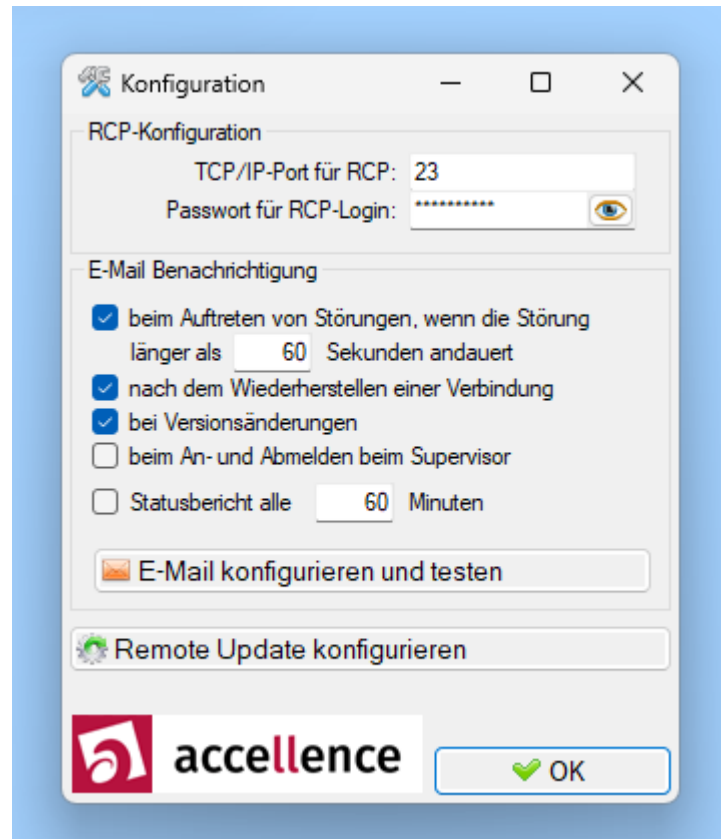 Konfiguration
RCP-Konfiguration
TCP/IP-Port für RCP: 23
Passwort für RCP-Login: **********
E-Mail Benachrichtigung
beim Auftreten von Störungen, wenn die Störung
länger als 60 Sekunden andauert
nach dem Wiederherstellen einer Verbindung
bei Versionsänderungen
beim An- und Abmelden beim Supervisor
Statusbericht alle 60 Minuten
E-Mail konfigurieren und testen
Remote Update konfigurieren
accellence
OK